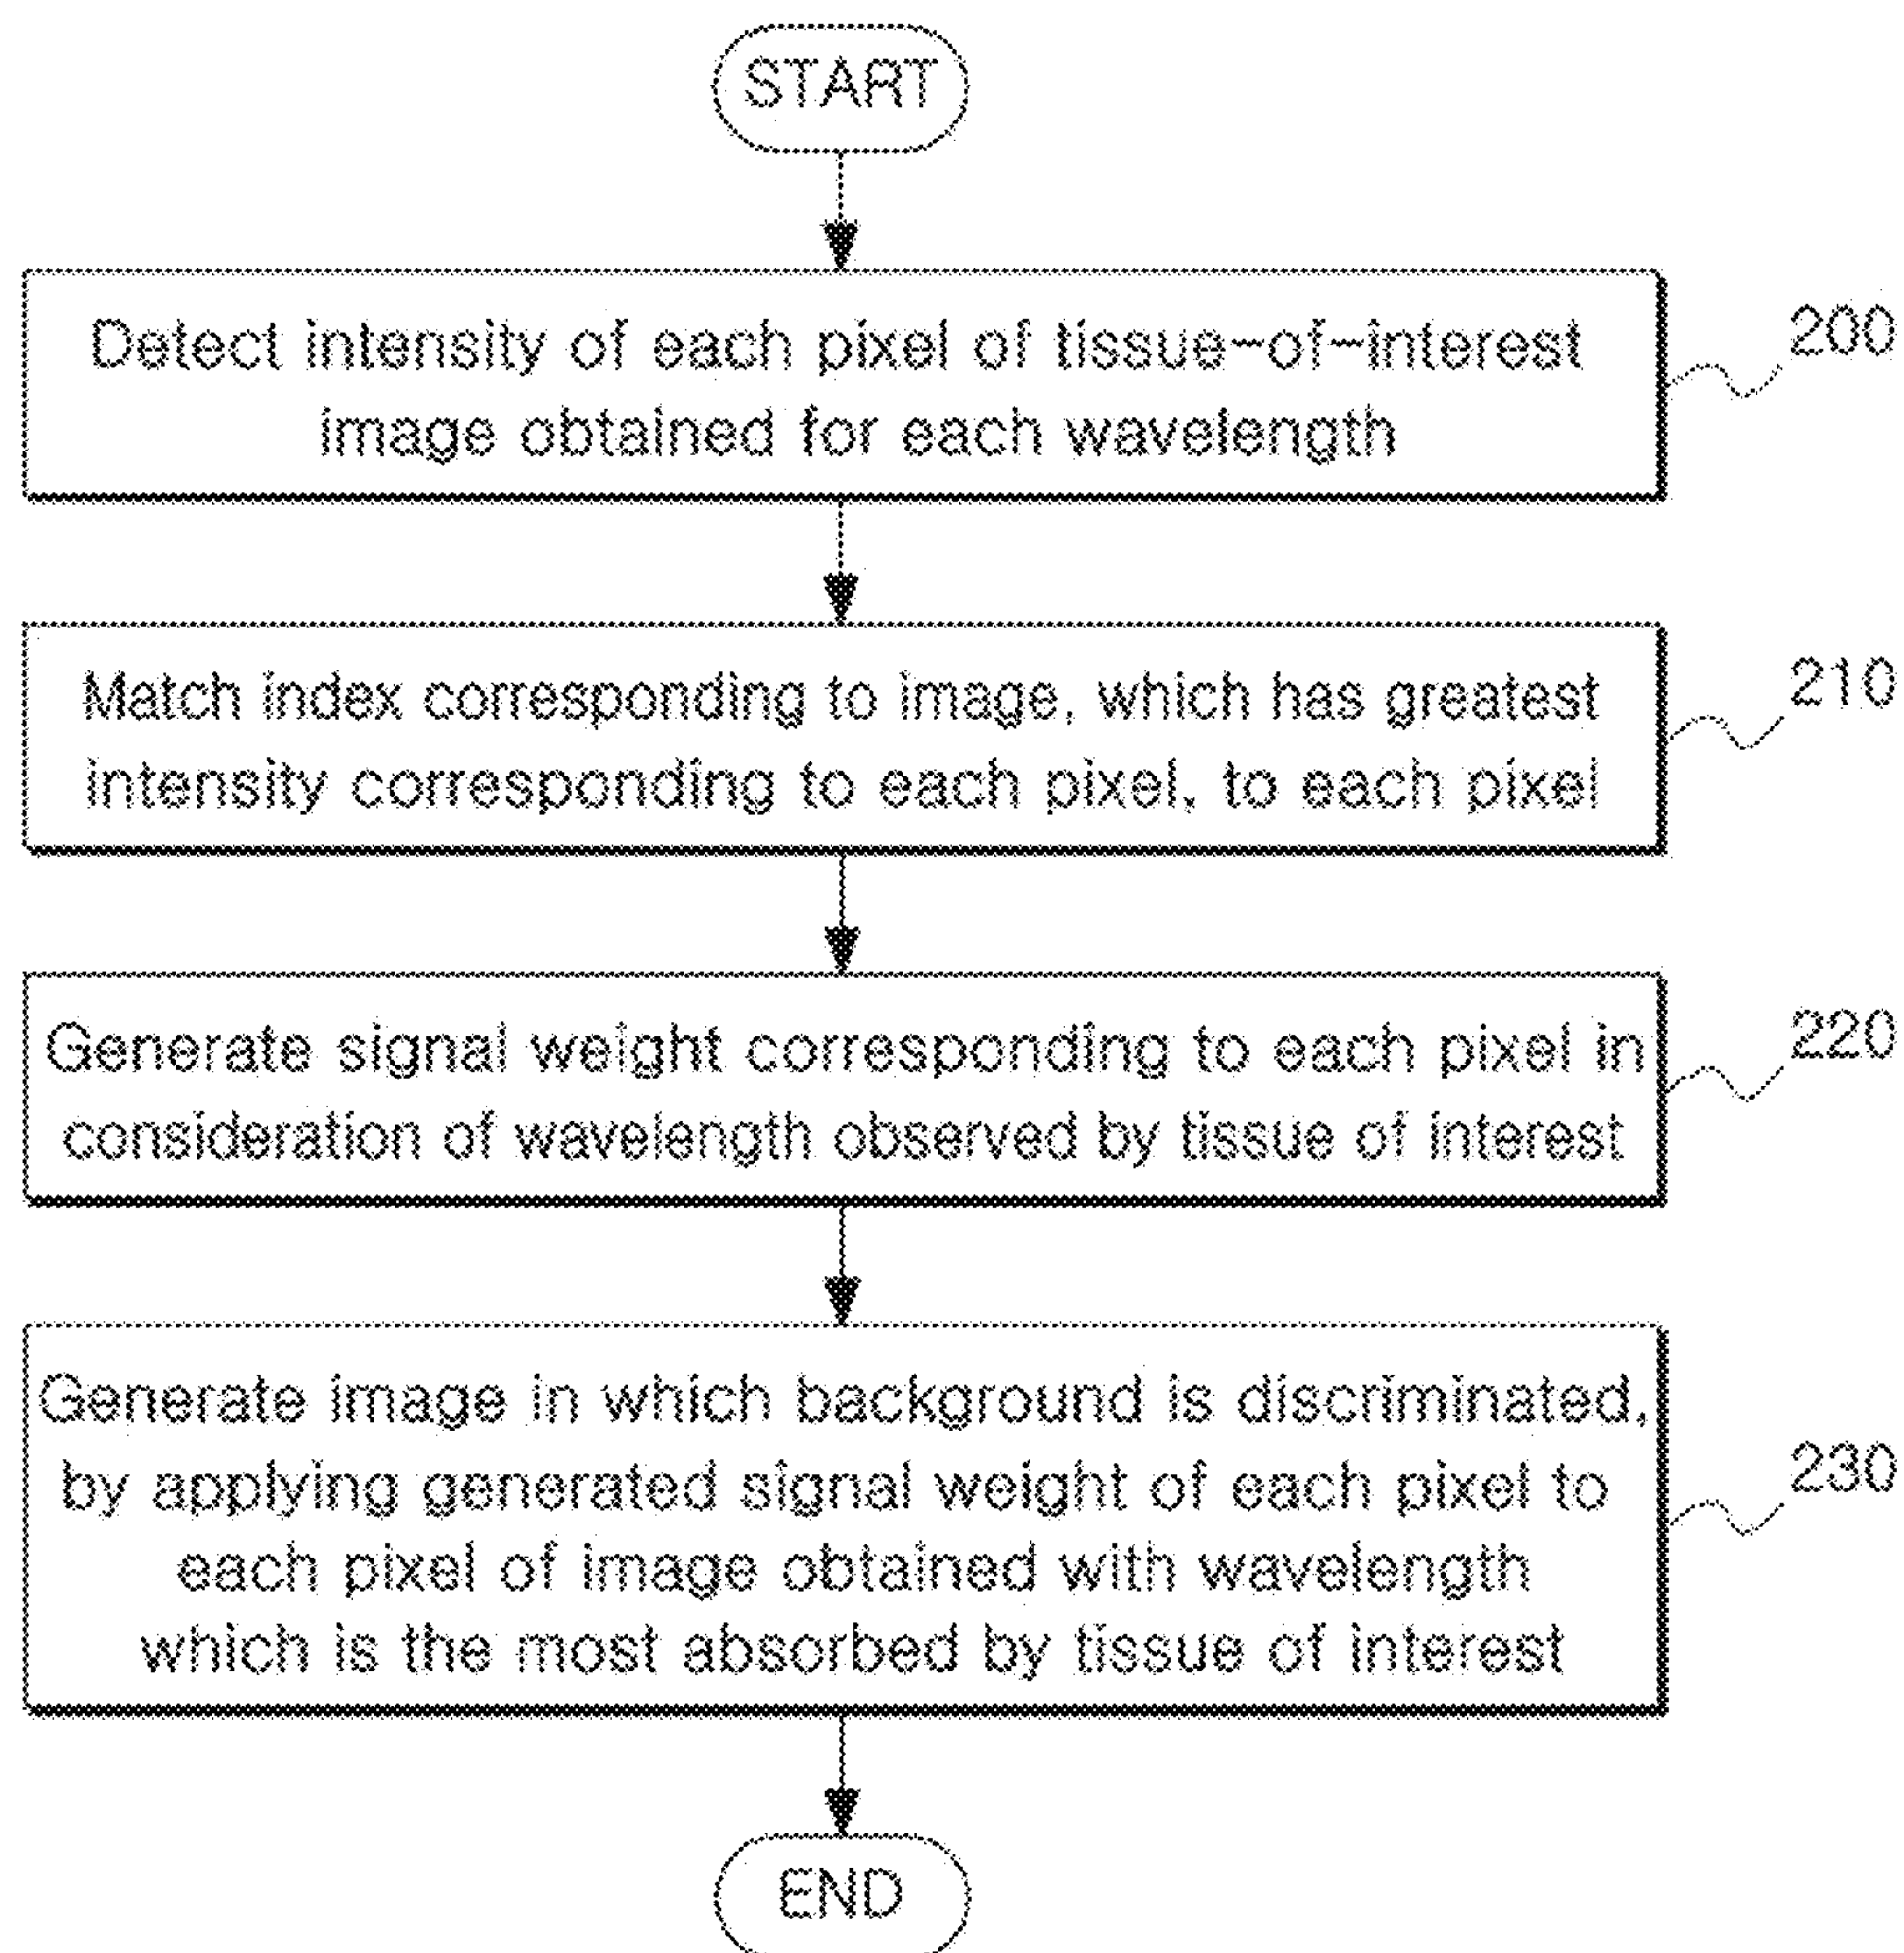 START
Detect intensity of each pixel of tissue-of-interest
image obtained for each wavelength
200
Match index corresponding to image, which has greatest
intensity corresponding to each pixel, to each pixel
210
Generate signal weight corresponding to each pixel in
consideration of wavelength observed by tissue of interest
220
Generate image in which background is discriminated,
by applying generated signal weight of each pixel to
each pixel of image obtained with wavelength
which is the most absorbed by tissue of interest
230
END